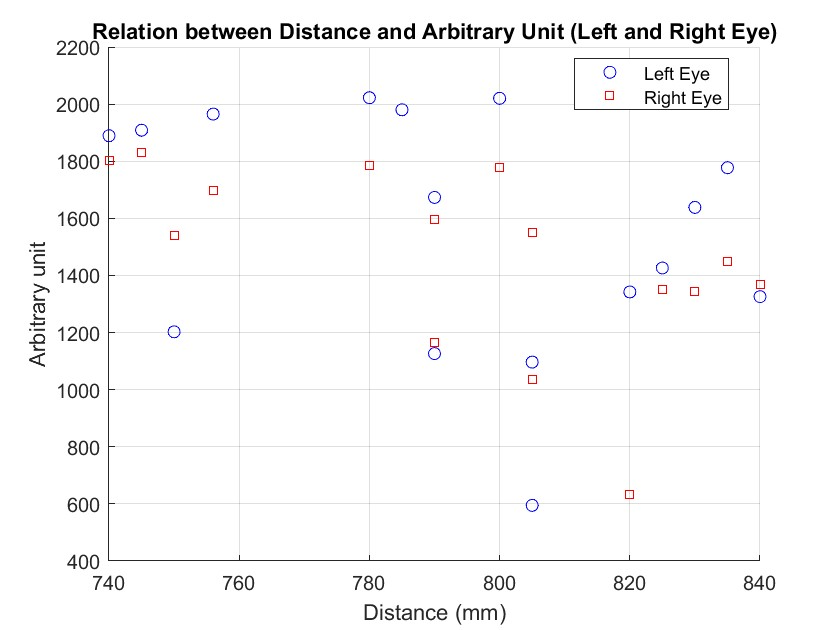 Relation between Distance and Arbitrary Unit (Left and Right Eye)
2200
2000
1800
1600
1400
1200
1000
800
600
400
Arbitrary unit
Left Eye
Right Eye
740 760 780 800 820 840
Distance (mm)